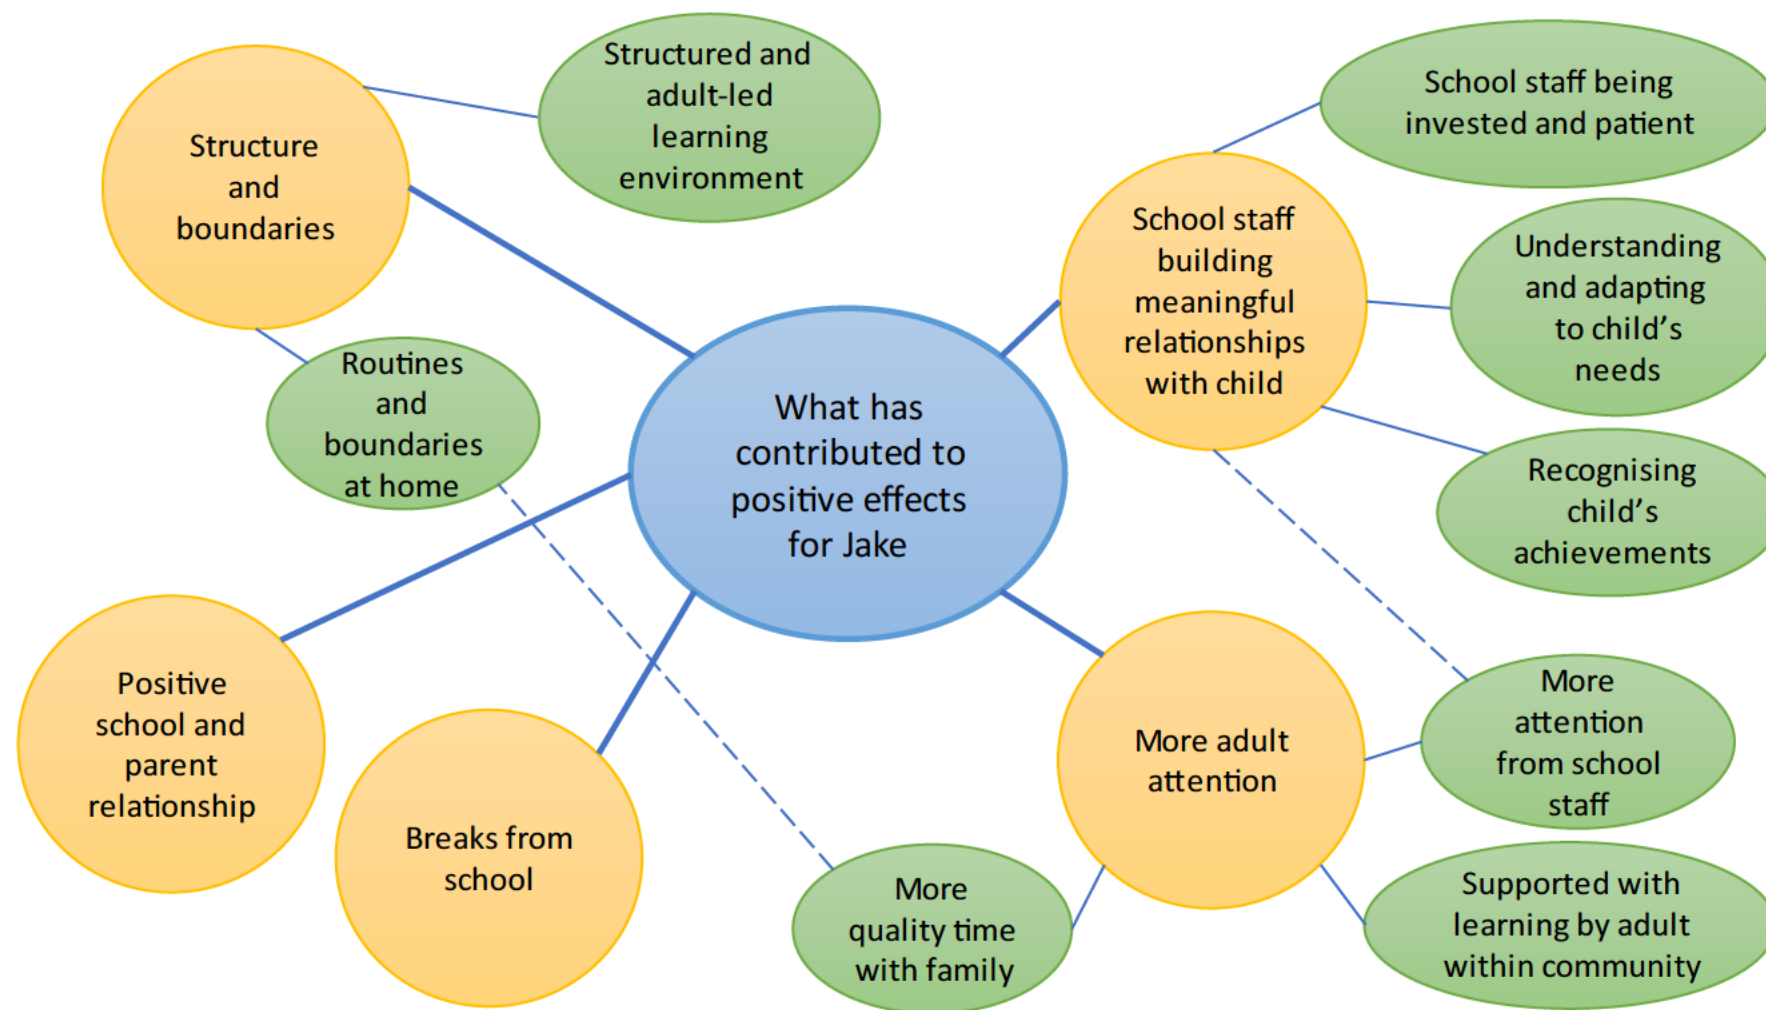 Structured and
adult-led
learning
environment
School staff being
invested and patient
Structure
and
boundaries
School staff
building
meaningful
relationships
with child
Understanding
and adapting
to child’s
needs
Routines
and
boundaries
at home
What has
contributed to
positive effects
for Jake
Recognising
child’s
achievements
Positive
school and
parent
relationship
More adult
attention
More
attention
from school
staff
Breaks from
school
More
quality time
with family
Supported with
learning by adult
within community